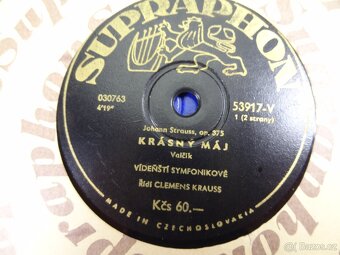 SUPRAPHON
030763
4'19"
53917-V
1 (2 strany)
Johann Strauss, op. 375
KRÁSNÝ MÁJ
Valčík
VÍDEŇŠTÍ SYMFONIKOVÉ
Řídí CLEMENS KRAUSS
Kčs 60.—
MADE IN CZECHOSLOVAKIA